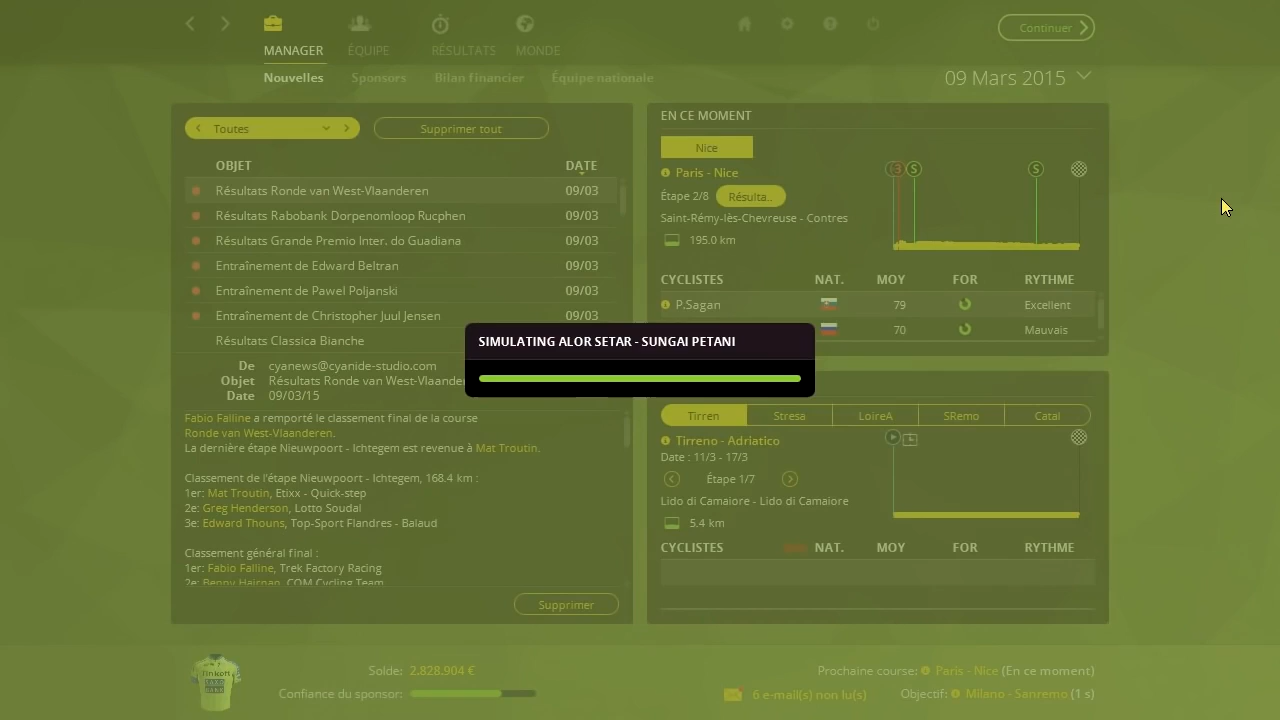 MANAGER ÉQUIPE RÉSULTATS MONDE
Continuer
Nouvelles Sponsors Bilan financier Équipe nationale
09 Mars 2015
Toutes
Supprimer tout
OBJET DATE
Résultats Ronde van West-Vlaanderen 09/03
Résultats Rabobank Dorpenomloop Rucphen 09/03
Résultats Grande Premio Inter. do Guadiana 09/03
Entraînement de Edward Beltran 09/03
Entraînement de Pawel Poljanski 09/03
Entraînement de Christopher Juul Jensen 09/03
Résultats Classica Bianche
De cyanews@cyanide-studio.com
Objet Résultats Ronde van West-Vlaander
Date 09/03/15
Fabio Falline a remporté le classement final de la course
Ronde van West-Vlaanderen.
La dernière étape Nieuwpoort - Ichtegem est revenue à Mat Troutin.
Classement de l'étape Nieuwpoort - Ichtegem, 168.4 km :
1er: Mat Troutin, Etixx - Quick-step
2e: Greg Henderson, Lotto Soudal
3e: Edward Thouns, Top-Sport Flandres - Balaud
Classement général final :
1er: Fabio Falline, Trek Factory Racing
Supprimer
EN CE MOMENT
Nice
Paris - Nice
Étape 2/8 Résulta..
Saint-Rémy-lès-Chevreuse - Contres
195.0 km
3 S S
CYCLISTES NAT. MOY FOR RYTHME
P.Sagan 79 Excellent
70 Mauvais
SIMULATING ALOR SETAR - SUNGAI PETANI
Tirren Stresa LoireA SRemo Catal
Tirreno - Adriatico
Date : 11/3 - 17/3
Étape 1/7
Lido di Camaiore - Lido di Camaiore
5.4 km
CYCLISTES NAT. MOY FOR RYTHME
tinkoff
SAXO
BANK
Solde: 2.828.904 €
Confiance du sponsor:
Prochaine course: Paris - Nice (En ce moment)
6 e-mail(s) non lu(s)
Objectif: Milano - Sanremo (1 s)